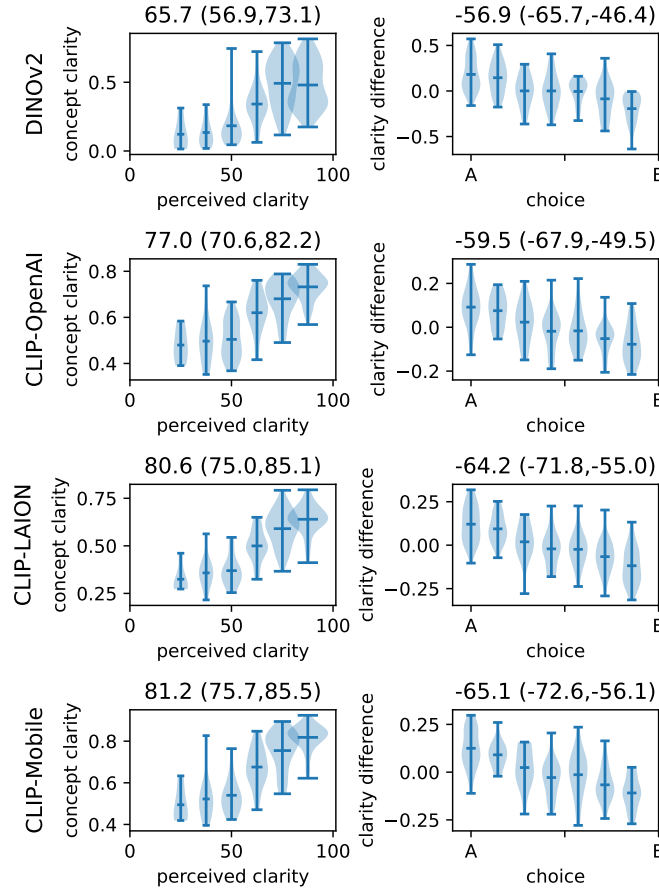 65.7 (56.9,73.1)
-56.9 (-65.7,-46.4)
DINOv2
concept clarity
0.5
0.0
0
50
100
perceived clarity
clarity difference
0.5
0.0
−0.5
A
B
choice
77.0 (70.6,82.2)
-59.5 (-67.9,-49.5)
CLIP-OpenAI
concept clarity
0.8
0.6
0.4
0
50
100
perceived clarity
clarity difference
0.2
0.0
−0.2
A
B
choice
80.6 (75.0,85.1)
-64.2 (-71.8,-55.0)
CLIP-LAION
concept clarity
0.75
0.50
0.25
0
50
100
perceived clarity
clarity difference
0.25
0.00
−0.25
A
B
choice
81.2 (75.7,85.5)
-65.1 (-72.6,-56.1)
CLIP-Mobile
concept clarity
0.8
0.6
0.4
0
50
100
perceived clarity
clarity difference
0.25
0.00
−0.25
A
B
choice